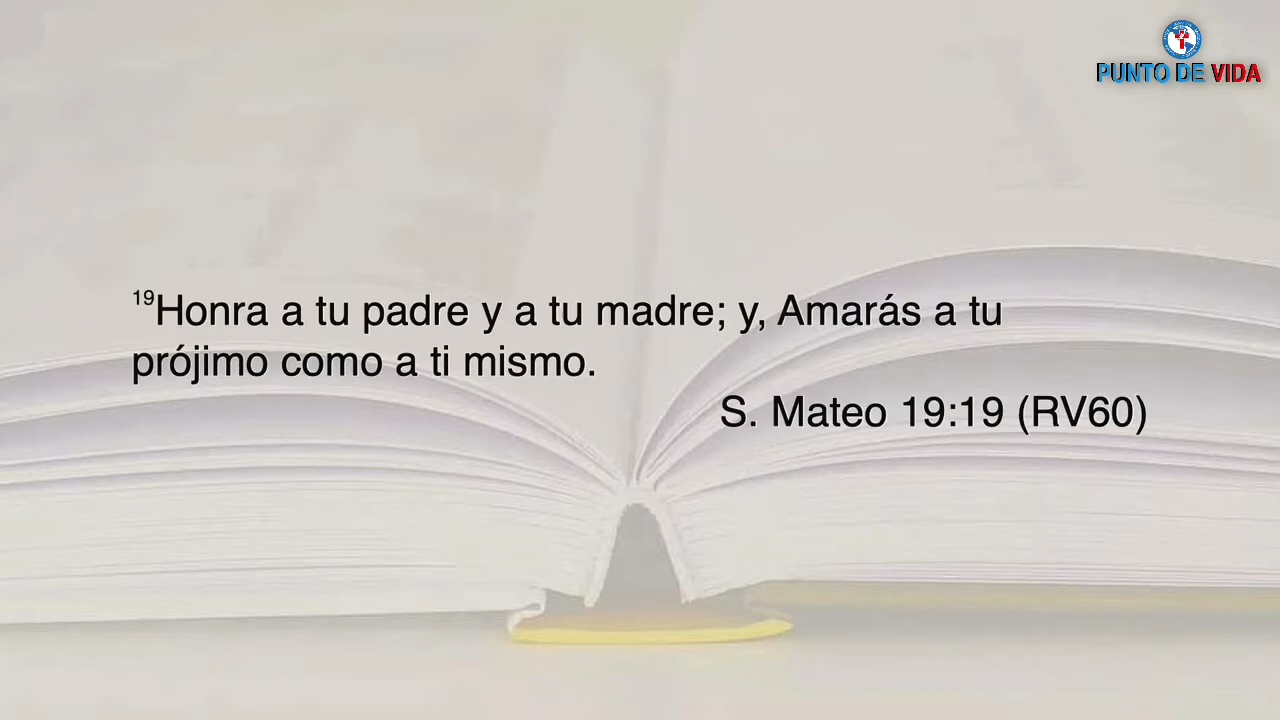 PUNTO DE VIDA
19Honra a tu padre y a tu madre; y, Amarás a tu
prójimo como a ti mismo.
S. Mateo 19:19 (RV60)